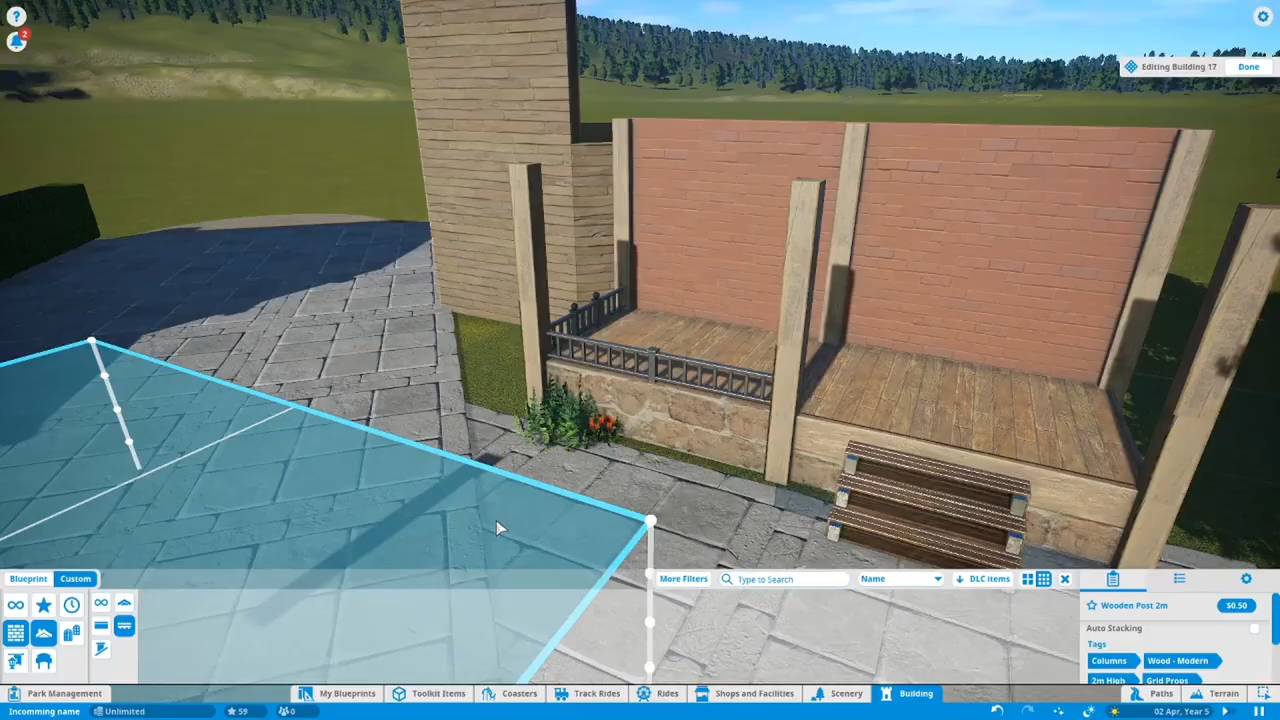 ?
2
Editing Building 17 Done
Blueprint Custom
More Filters Type to Search Name DLC Items
Wooden Post 2m $0.50
Auto Stacking
Tags
Columns Wood - Modern
2m High Grid Props
Park Management My Blueprints Toolkit Items Coasters Track Rides Rides Shops and Facilities Scenery Building Paths Terrain
Incoming name Unlimited 59 0 02 Apr, Year 5